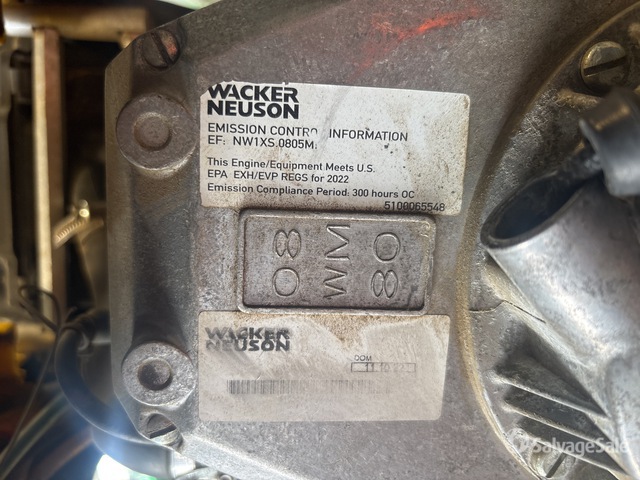 WACKER
NEUSON
EMISSION CONTRO INFORMATION
EF: NW1XS.0805M
This Engine/Equipment Meets U.S.
EPA EXH/EVP REGS for 2022
Emission Compliance Period: 300 hours OC
5100065548
08
WM
80
WACKER
NEUSON
DOM
SalvageSale